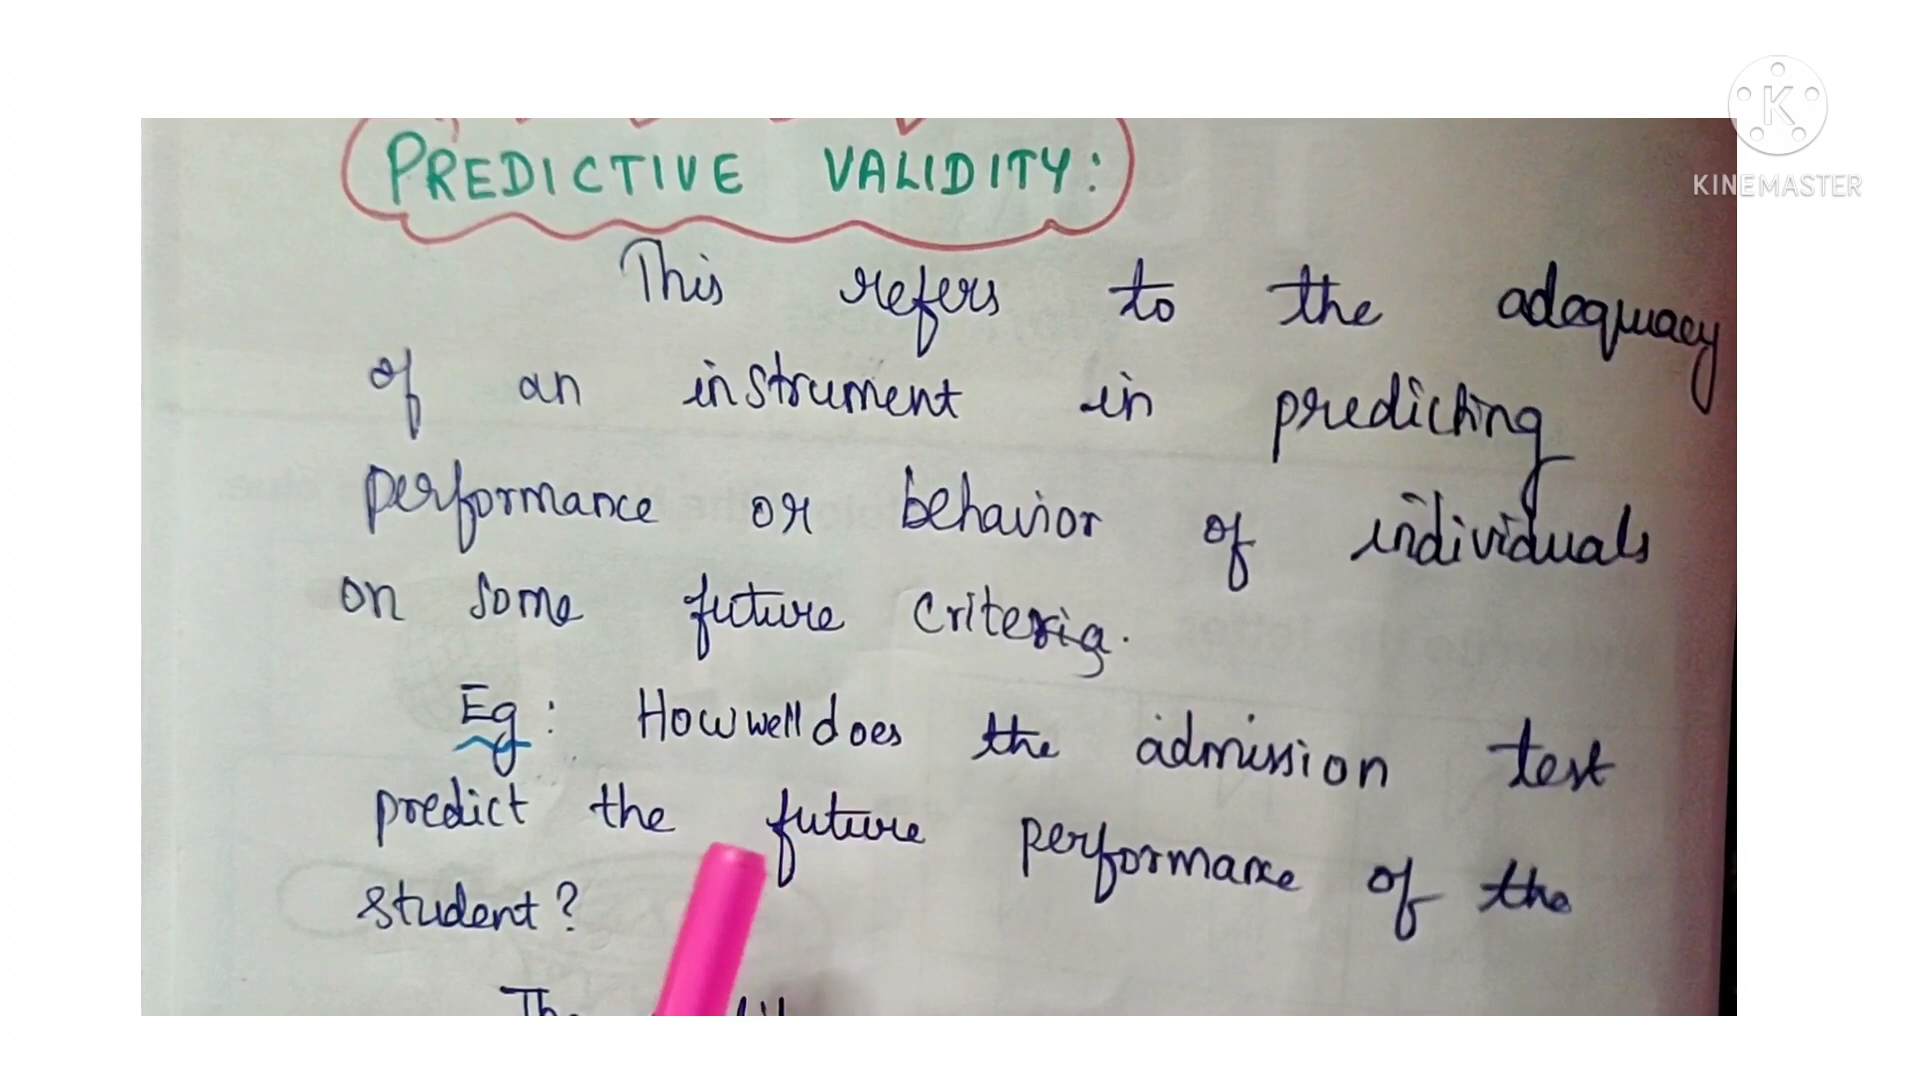 K
KINEMASTER
PREDICTIVE VALIDITY:
This refers to the adequacy
of an instrument in predicting
performance or behavior of individuals
on some future criteria.
Eg: How well does the admission test
predict the future performance of the
student?